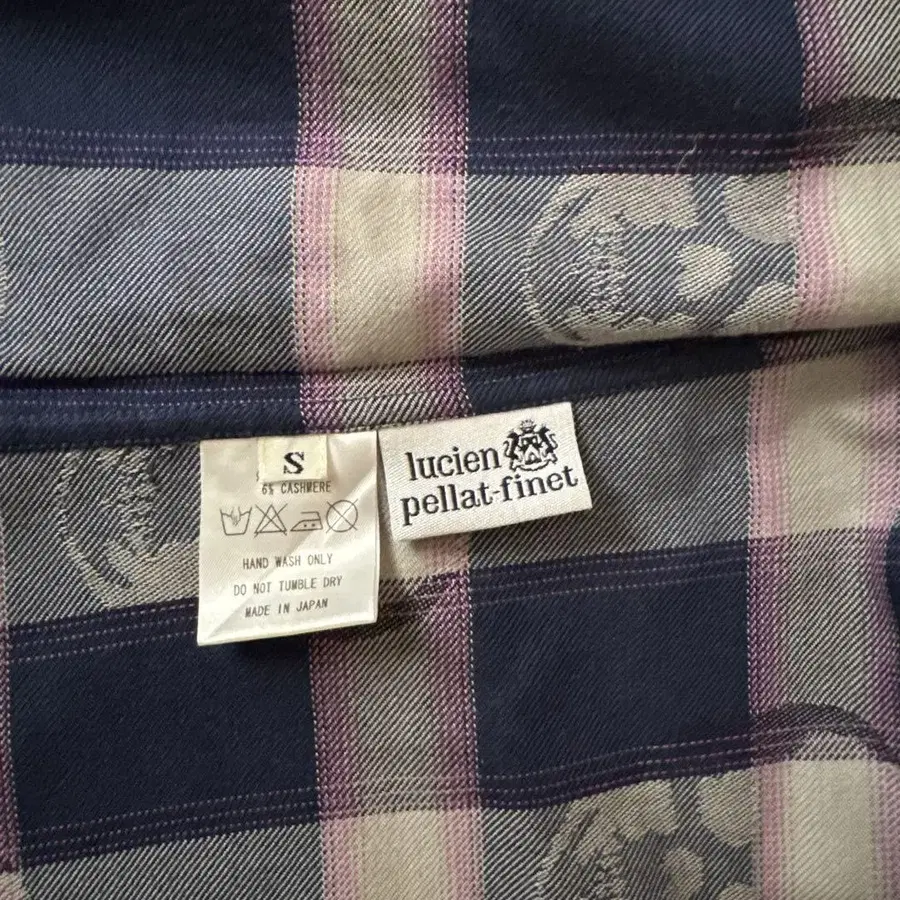 S
6% CASHMERE
HAND WASH ONLY
DO NOT TUMBLE DRY
MADE IN JAPAN
lucien
pellat-finet